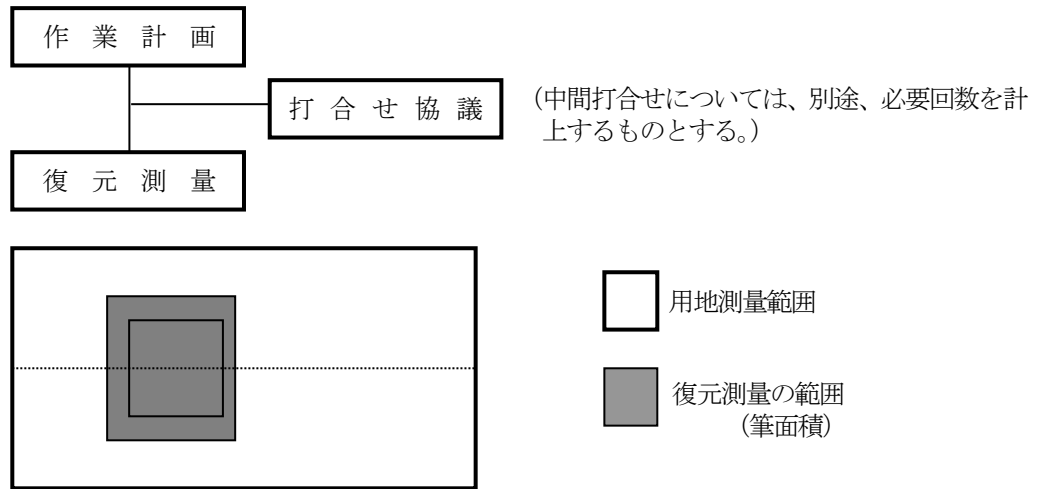 作業計画
打合せ協議
(中間打合せについては、別途、必要回数を計
上するものとする。)
復元測量
用地測量範囲
復元測量の範囲
(筆面積)